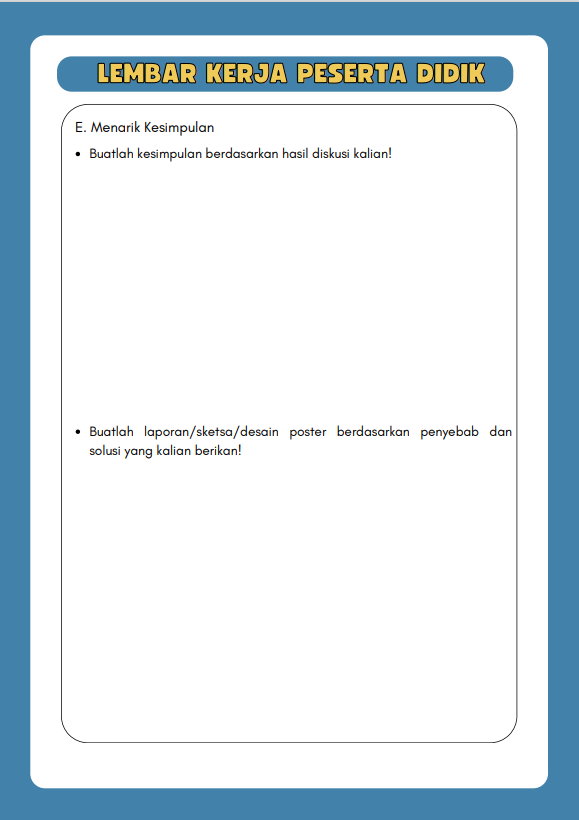 LEMBAR KERJA PESERTA DIDIK
E. Menarik Kesimpulan
• Buatlah kesimpulan berdasarkan hasil diskusi kalian!
• Buatlah laporan/sketsa/desain poster berdasarkan penyebab dan
solusi yang kalian berikan!